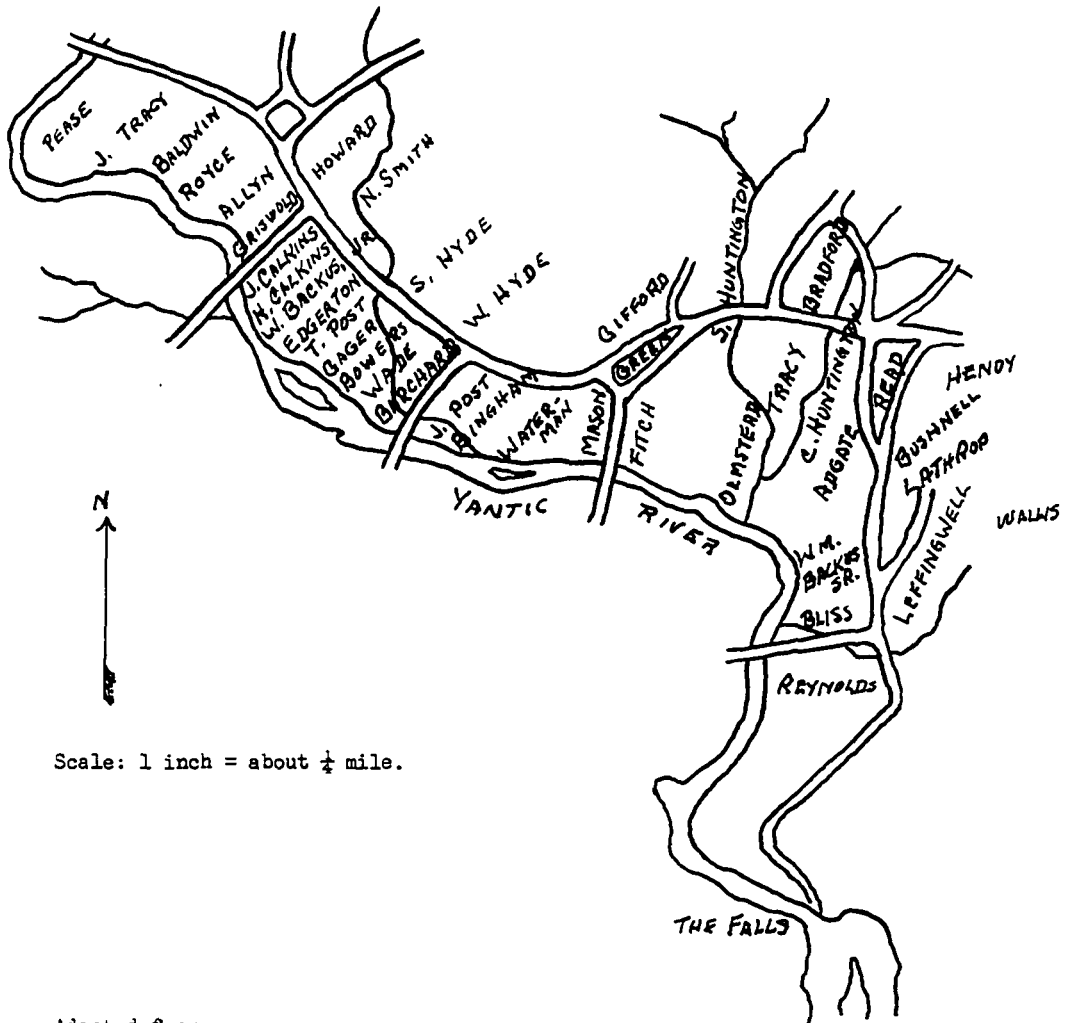 PEASE
J. TRACY
BALDWIN
ROYCE
ALLYN
GRISWOLD
HOWARD
N. SMITH
J. CALKINS
H. CALKINS
W. BACKUS, JR.
EDGERTON
T. POST
GAGER
BOWERS
WADE
BIRCHARD
S. HYDE
W. HYDE
J. POST
BINGHAM
WATER-
MAN
MASON
GIFFORD
GREEN
FITCH
S. HUNTINGTON
OLMSTEAD
TRACY
BRADFORD
C. HUNTINGTON
ADGATE
READ
HENDY
BUSHNELL
LATHROP
LEFFINGWELL
WALLIS
WM.
BACKUS
SR.
BLISS
REYNOLDS
YANTIC RIVER
THE FALLS
N
Scale: 1 inch = about ¼ mile.